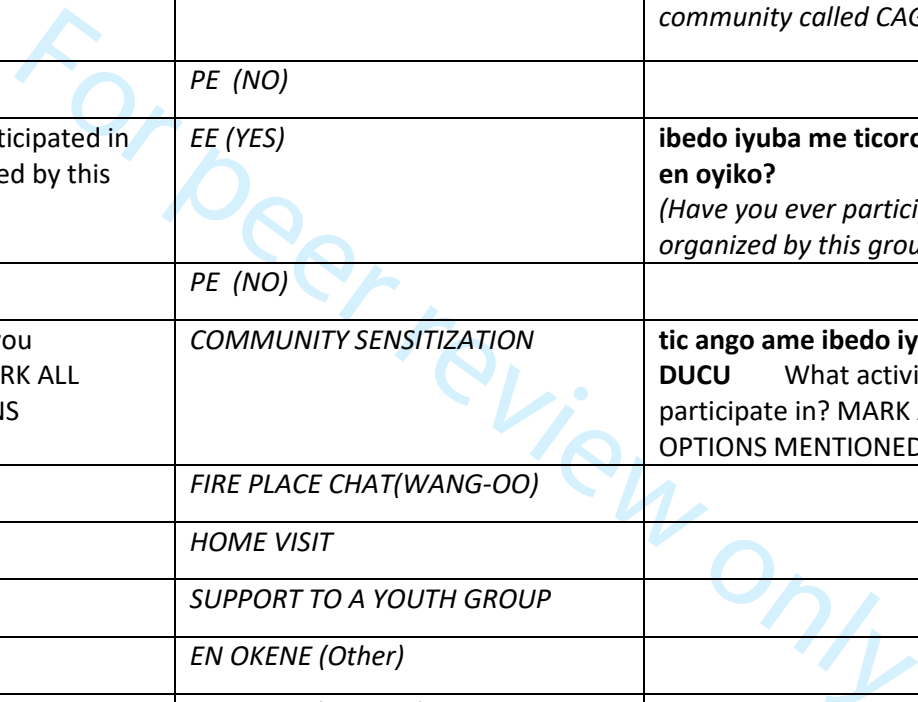 community called CAG
PE (NO)
ticipated in
ed by this
EE (YES)
ibedo iyuba me ticoro
en oyiko?
(Have you ever partici
organized by this grou
PE (NO)
ou
RK ALL
NS
COMMUNITY SENSITIZATION
tic ango ame ibedo iy
DUCU What activi
participate in? MARK
OPTIONS MENTIONED
FIRE PLACE CHAT(WANG-OO)
HOME VISIT
SUPPORT TO A YOUTH GROUP
EN OKENE (Other)
For peer review only